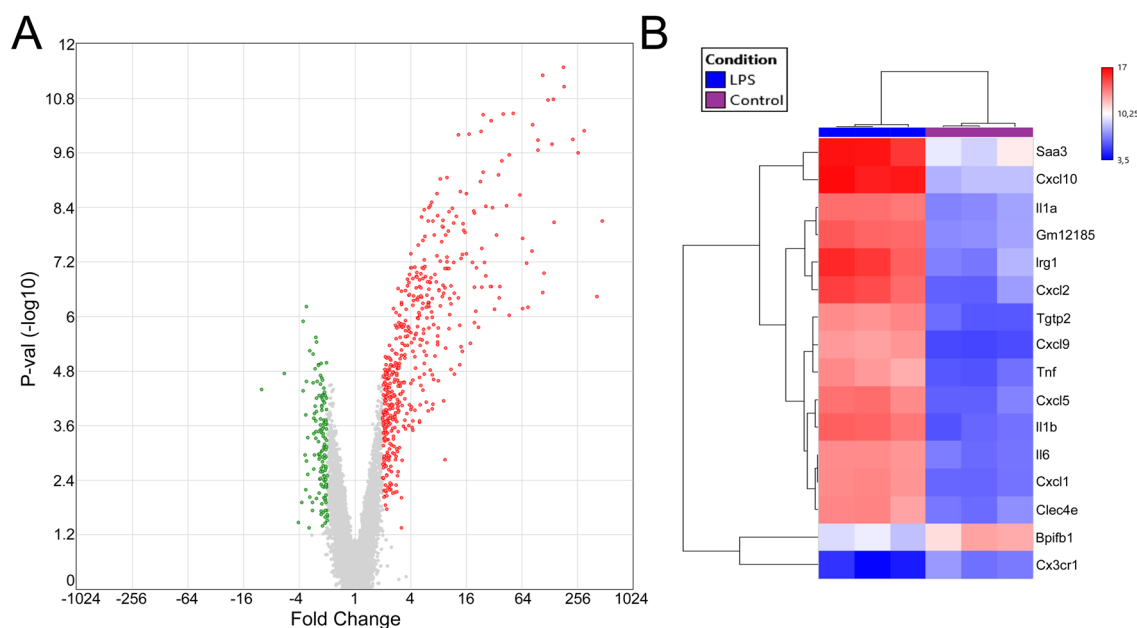 A
12
10.8
9.6
8.4
7.2
6
4.8
3.6
2.4
1.2
0
P-val (-log10)
-1024 -256 -64 -16 -4 1 4 16 64 256 1024
Fold Change
B
Condition
LPS
Control
17
10,25
3,5
Saa3
Cxcl10
Il1a
Gm12185
Irg1
Cxcl2
Tgtp2
Cxcl9
Tnf
Cxcl5
Il1b
Il6
Cxcl1
Clec4e
Bpifb1
Cx3cr1